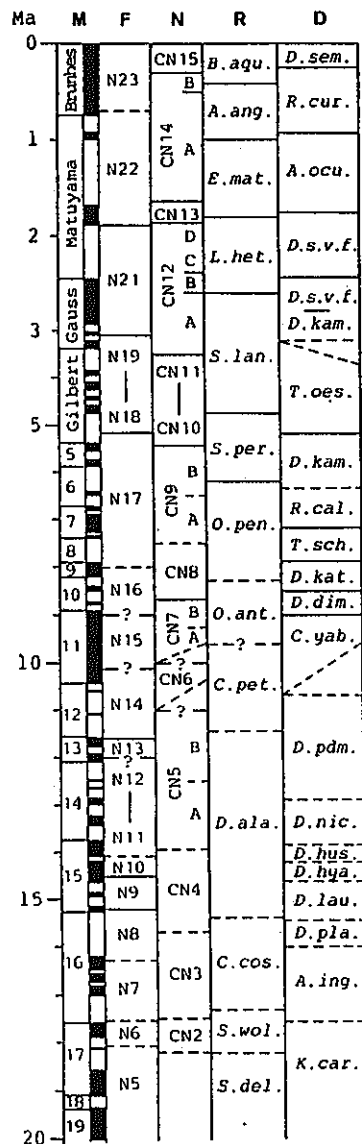 Ma M F N R D
0
1
2
3
5
10
15
20
Brunhes
Matuyama
Gauss
Gilbert
5
6
7
8
9
10
11
12
13
14
15
16
17
18
19
N23
N22
N21
N19
N18
N17
N16
?
N15
?
N14
N13
?
N12
N11
N10
N9
N8
N7
N6
N5
CN15
B
CN14
A
CN13
D
CN12
C
B
A
CN11
CN10
B
CN9
A
CN8
B
CN7
A
?
CN6
?
B
CN5
A
CN4
CN3
CN2
B.aqu.
A.ang.
E.mat.
L.het.
S.lan.
S.per.
O.pen.
O.ant.
?
C.pet.
D.ala.
C.cos.
S.wol.
S.del.
D.sem.
R.cur.
A.ocu.
D.s.v.f.
D.s.v.f.
D.kam.
T.oes.
D.kam.
R.cal.
T.sch.
D.kat.
D.dim.
C.yab.
D.pdm.
D.nic.
D.hus.
D.hya.
D.lau.
D.pla.
A.ing.
K.car.